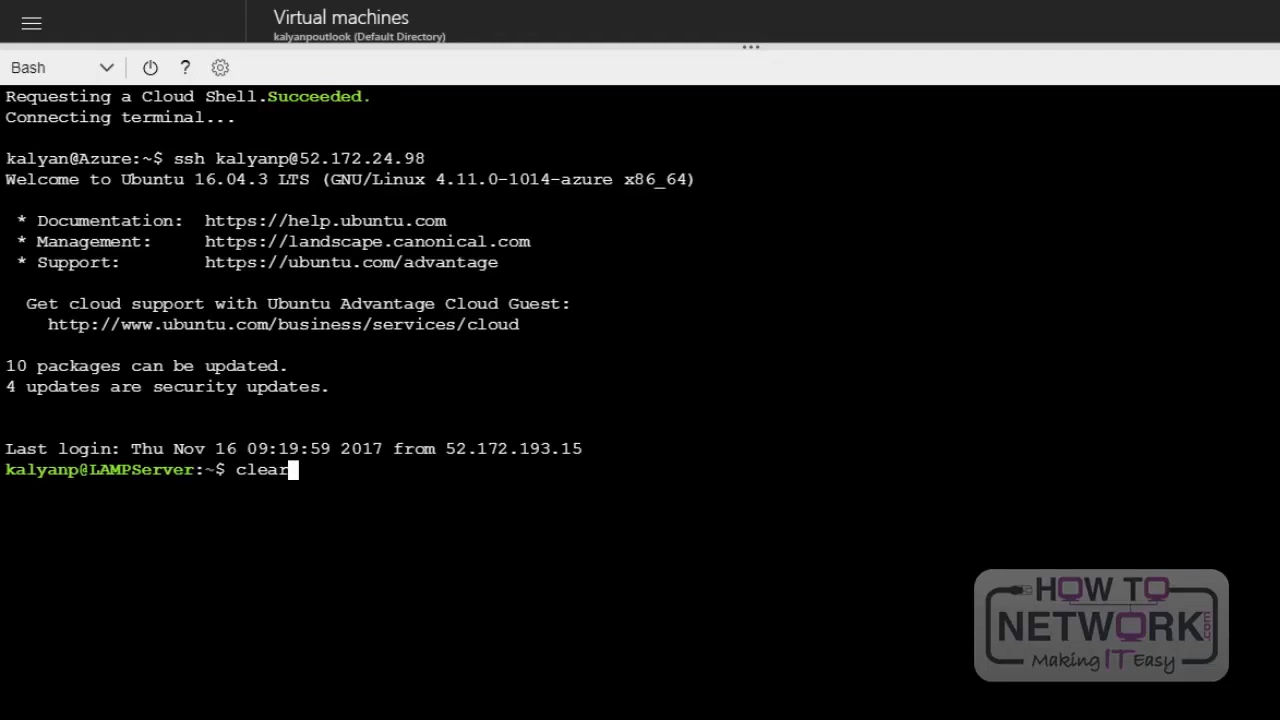 Virtual machines
kalyanpoutlook (Default Directory)
Bash
?
Requesting a Cloud Shell.Succeeded.
Connecting terminal...
kalyan@Azure:~$ ssh kalyanp@52.172.24.98
Welcome to Ubuntu 16.04.3 LTS (GNU/Linux 4.11.0-1014-azure x86_64)
* Documentation:  https://help.ubuntu.com
* Management:     https://landscape.canonical.com
* Support:        https://ubuntu.com/advantage
Get cloud support with Ubuntu Advantage Cloud Guest:
http://www.ubuntu.com/business/services/cloud
10 packages can be updated.
4 updates are security updates.
Last login: Thu Nov 16 09:19:59 2017 from 52.172.193.15
kalyanp@LAMPServer:~$ clear
HOW TO
NETWORK.com
Making IT Easy